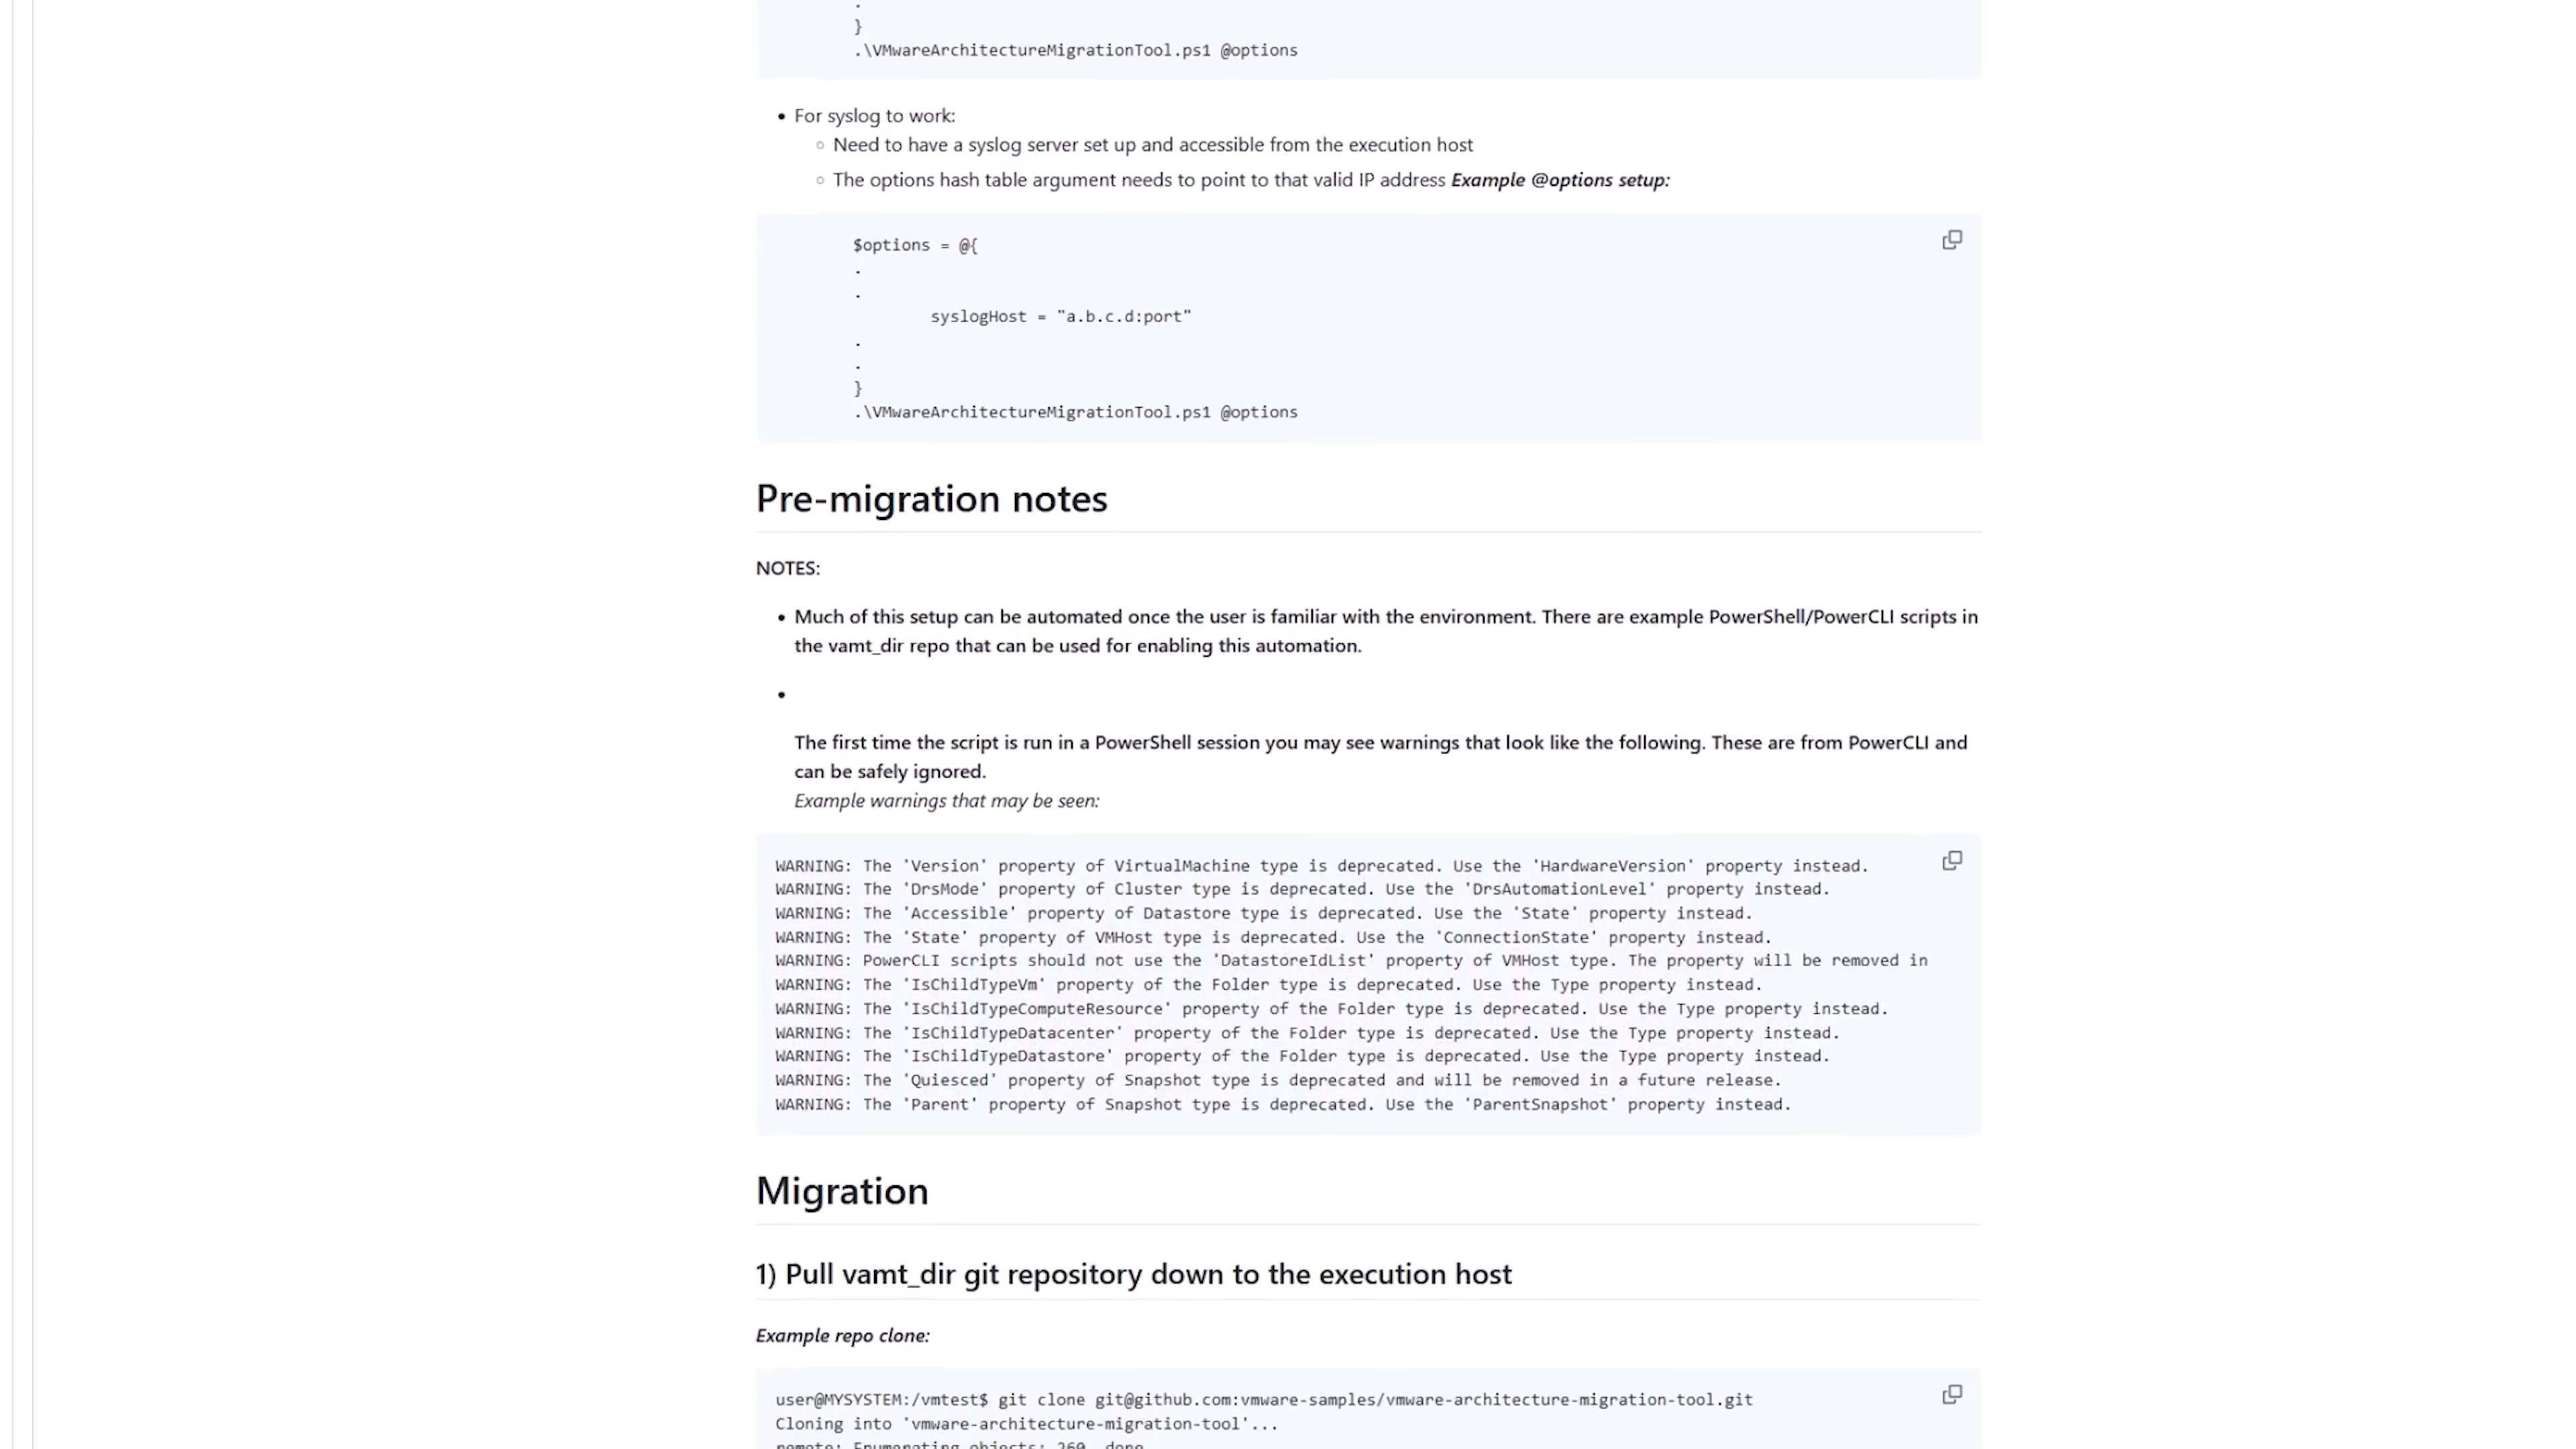 .
}
.\VMwareArchitectureMigrationTool.ps1 @options
• For syslog to work:
○ Need to have a syslog server set up and accessible from the execution host
○ The options hash table argument needs to point to that valid IP address Example @options setup:
$options = @{
.
.
syslogHost = "a.b.c.d:port"
.
.
}
.\VMwareArchitectureMigrationTool.ps1 @options
Pre-migration notes
NOTES:
• Much of this setup can be automated once the user is familiar with the environment. There are example PowerShell/PowerCLI scripts in
the vamt_dir repo that can be used for enabling this automation.
•
The first time the script is run in a PowerShell session you may see warnings that look like the following. These are from PowerCLI and
can be safely ignored.
Example warnings that may be seen:
WARNING: The 'Version' property of VirtualMachine type is deprecated. Use the 'HardwareVersion' property instead.
WARNING: The 'DrsMode' property of Cluster type is deprecated. Use the 'DrsAutomationLevel' property instead.
WARNING: The 'Accessible' property of Datastore type is deprecated. Use the 'State' property instead.
WARNING: The 'State' property of VMHost type is deprecated. Use the 'ConnectionState' property instead.
WARNING: PowerCLI scripts should not use the 'DatastoreIdList' property of VMHost type. The property will be removed in
WARNING: The 'IsChildTypeVm' property of the Folder type is deprecated. Use the Type property instead.
WARNING: The 'IsChildTypeComputeResource' property of the Folder type is deprecated. Use the Type property instead.
WARNING: The 'IsChildTypeDatacenter' property of the Folder type is deprecated. Use the Type property instead.
WARNING: The 'IsChildTypeDatastore' property of the Folder type is deprecated. Use the Type property instead.
WARNING: The 'Quiesced' property of Snapshot type is deprecated and will be removed in a future release.
WARNING: The 'Parent' property of Snapshot type is deprecated. Use the 'ParentSnapshot' property instead.
Migration
1) Pull vamt_dir git repository down to the execution host
Example repo clone:
user@MYSYSTEM:/vmtest$ git clone git@github.com:vmware-samples/vmware-architecture-migration-tool.git
Cloning into 'vmware-architecture-migration-tool'...
remote: Enumerating objects: 260, done